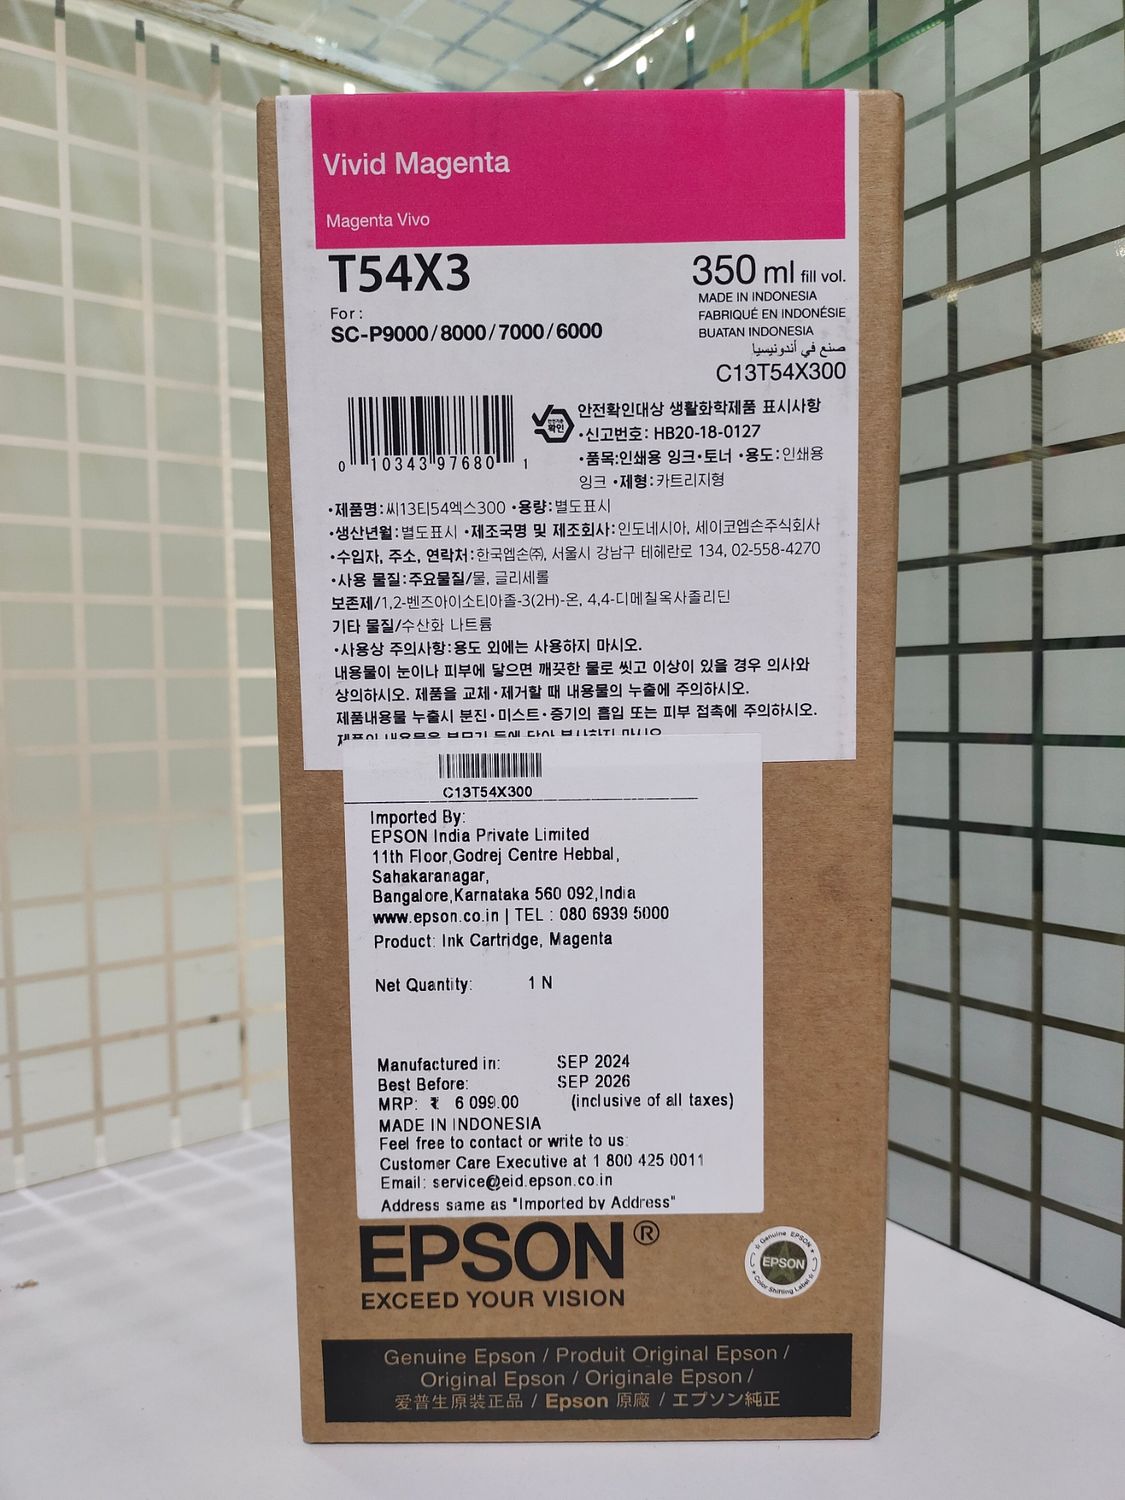 Vivid Magenta
Magenta Vivo
T54X3
350 ml fill vol.
For :
SC-P9000/8000/7000/6000
MADE IN INDONESIA
FABRIQUÉ EN INDONÉSIE
BUATAN INDONESIA
صنع في أندونيسيا
C13T54X300
0 10343 97680 1
안전기준 확인
안전확인대상 생활화학제품 표시사항
•신고번호: HB20-18-0127
•품목:인쇄용 잉크•토너 •용도:인쇄용
잉크 •제형:카트리지형
•제품명:씨13티54엑스300 •용량:별도표시
•생산년월:별도표시 •제조국명 및 제조회사:인도네시아, 세이코엡손주식회사
•수입자, 주소, 연락처:한국엡손㈜, 서울시 강남구 테헤란로 134, 02-558-4270
•사용 물질:주요물질/물, 글리세롤
보존제/1,2-벤즈아이소티아졸-3(2H)-온, 4,4-디메칠옥사졸리딘
기타 물질/수산화 나트륨
•사용상 주의사항:용도 외에는 사용하지 마시오.
내용물이 눈이나 피부에 닿으면 깨끗한 물로 씻고 이상이 있을 경우 의사와
상의하시오. 제품을 교체•제거할 때 내용물의 누출에 주의하시오.
제품내용물 누출시 분진•미스트•증기의 흡입 또는 피부 접촉에 주의하시오.
C13T54X300
Imported By:
EPSON India Private Limited
11th Floor,Godrej Centre Hebbal,
Sahakaranagar,
Bangalore,Karnataka 560 092,India
www.epson.co.in | TEL : 080 6939 5000
Product: Ink Cartridge, Magenta
Net Quantity: 1 N
Manufactured in: SEP 2024
Best Before: SEP 2026
MRP: ₹ 6 099.00 (inclusive of all taxes)
MADE IN INDONESIA
Feel free to contact or write to us:
Customer Care Executive at 1 800 425 0011
Email: service@eid.epson.co.in
Address same as "Imported by Address"
EPSON®
EXCEED YOUR VISION
Genuine EPSON
EPSON
Color Shifting Label
Genuine Epson / Produit Original Epson /
Original Epson / Originale Epson /
爱普生原装正品 / Epson 原廠 / エプソン純正